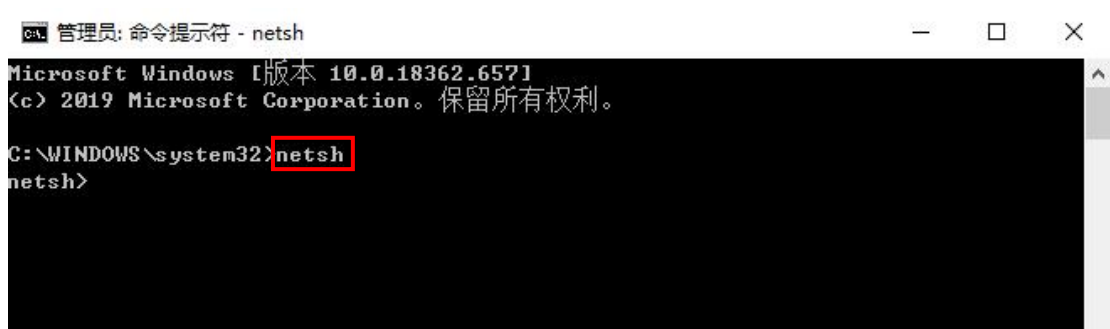 管理员: 命令提示符 - netsh
Microsoft Windows [版本 10.0.18362.657]
(c) 2019 Microsoft Corporation。保留所有权利。
C:\WINDOWS\system32>netsh
netsh>